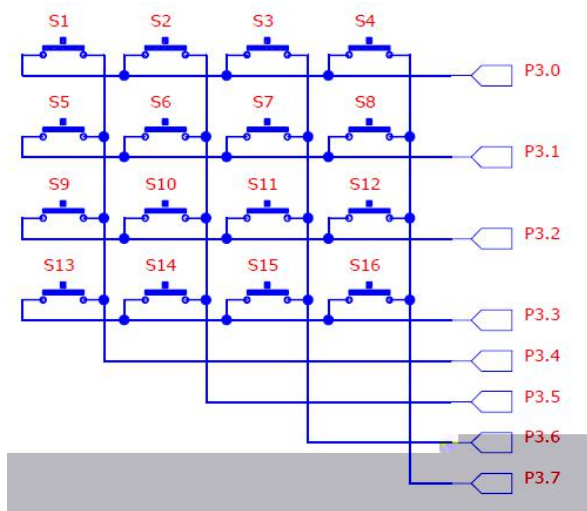 S1 S2 S3 S4
P3.0
S5 S6 S7 S8
P3.1
S9 S10 S11 S12
P3.2
S13 S14 S15 S16
P3.3
P3.4
P3.5
P3.6
P3.7